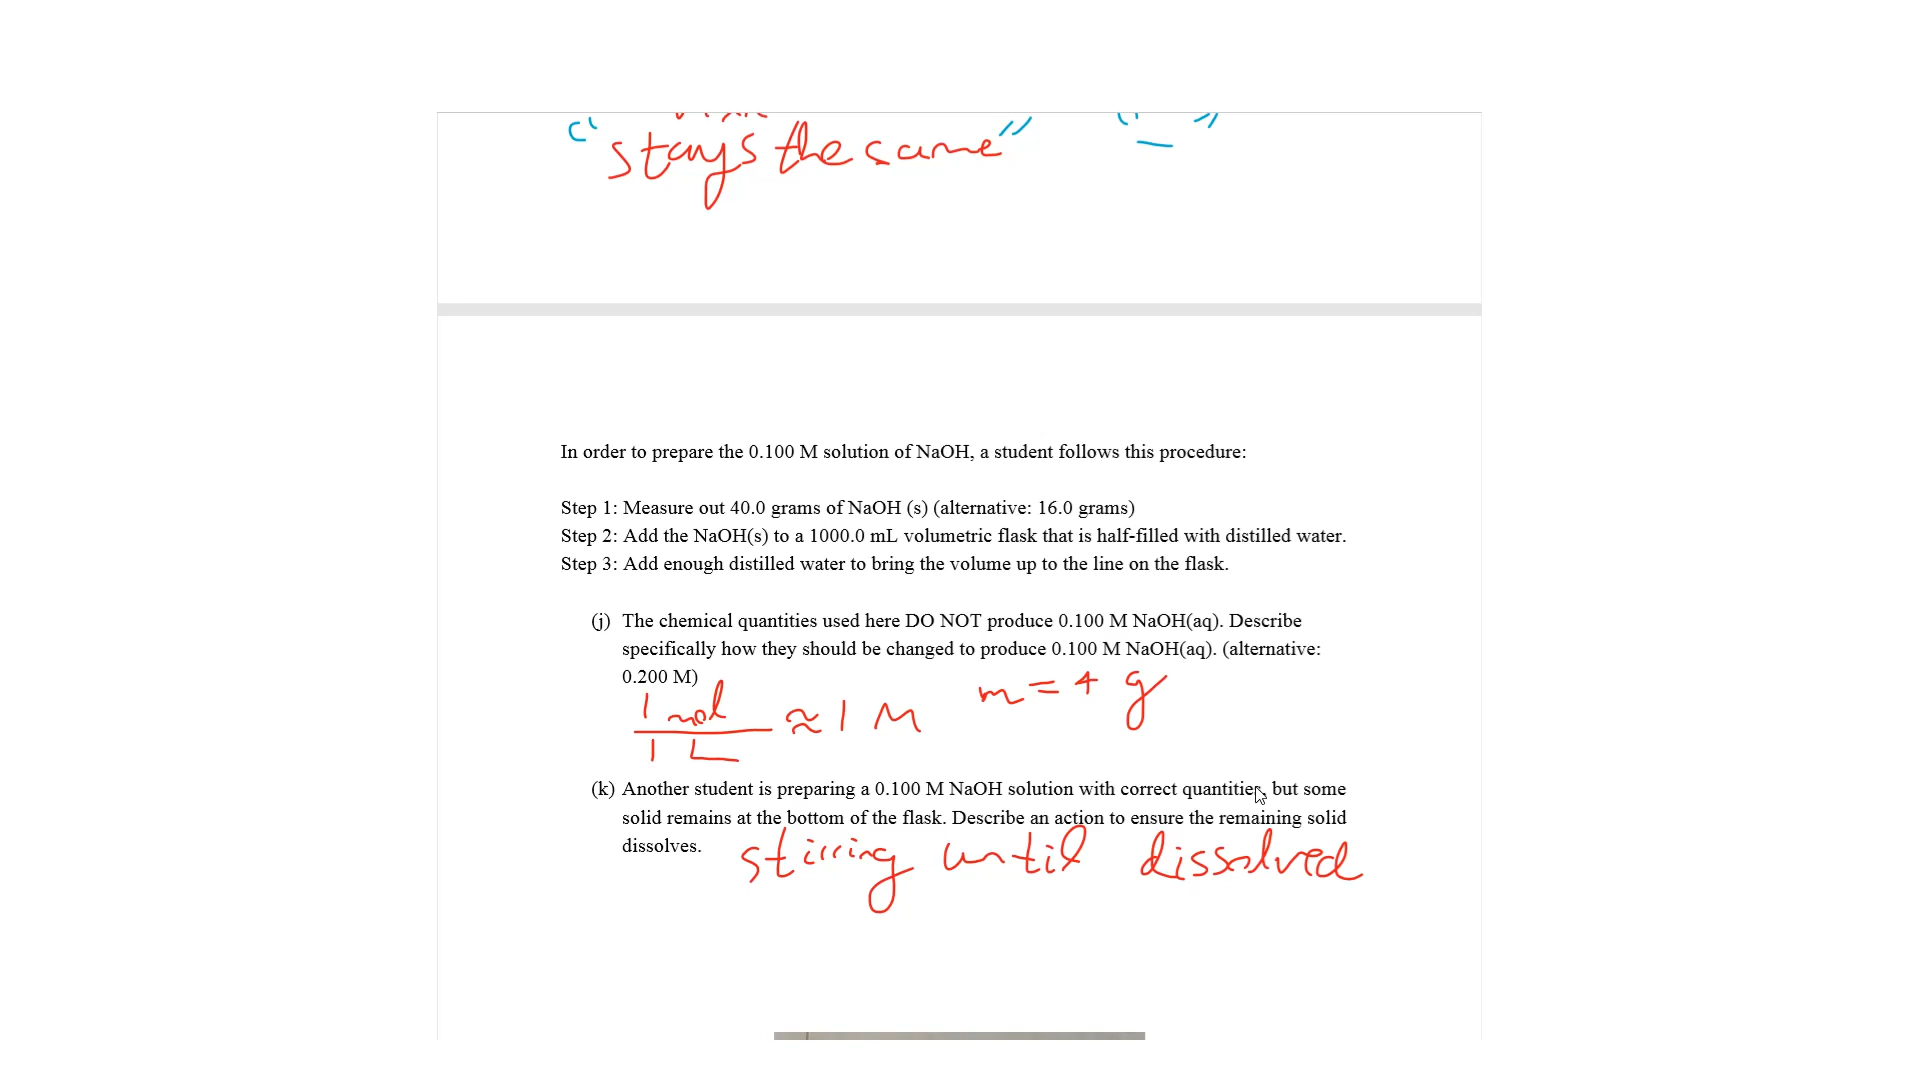 "stays the same"
In order to prepare the 0.100 M solution of NaOH, a student follows this procedure:
Step 1: Measure out 40.0 grams of NaOH (s) (alternative: 16.0 grams)
Step 2: Add the NaOH(s) to a 1000.0 mL volumetric flask that is half-filled with distilled water.
Step 3: Add enough distilled water to bring the volume up to the line on the flask.
(j) The chemical quantities used here DO NOT produce 0.100 M NaOH(aq). Describe
specifically how they should be changed to produce 0.100 M NaOH(aq). (alternative:
0.200 M)
1 mol
1 L
≈ 1 M
m = 4 g
(k) Another student is preparing a 0.100 M NaOH solution with correct quantities, but some
solid remains at the bottom of the flask. Describe an action to ensure the remaining solid
dissolves.
stirring until dissolved